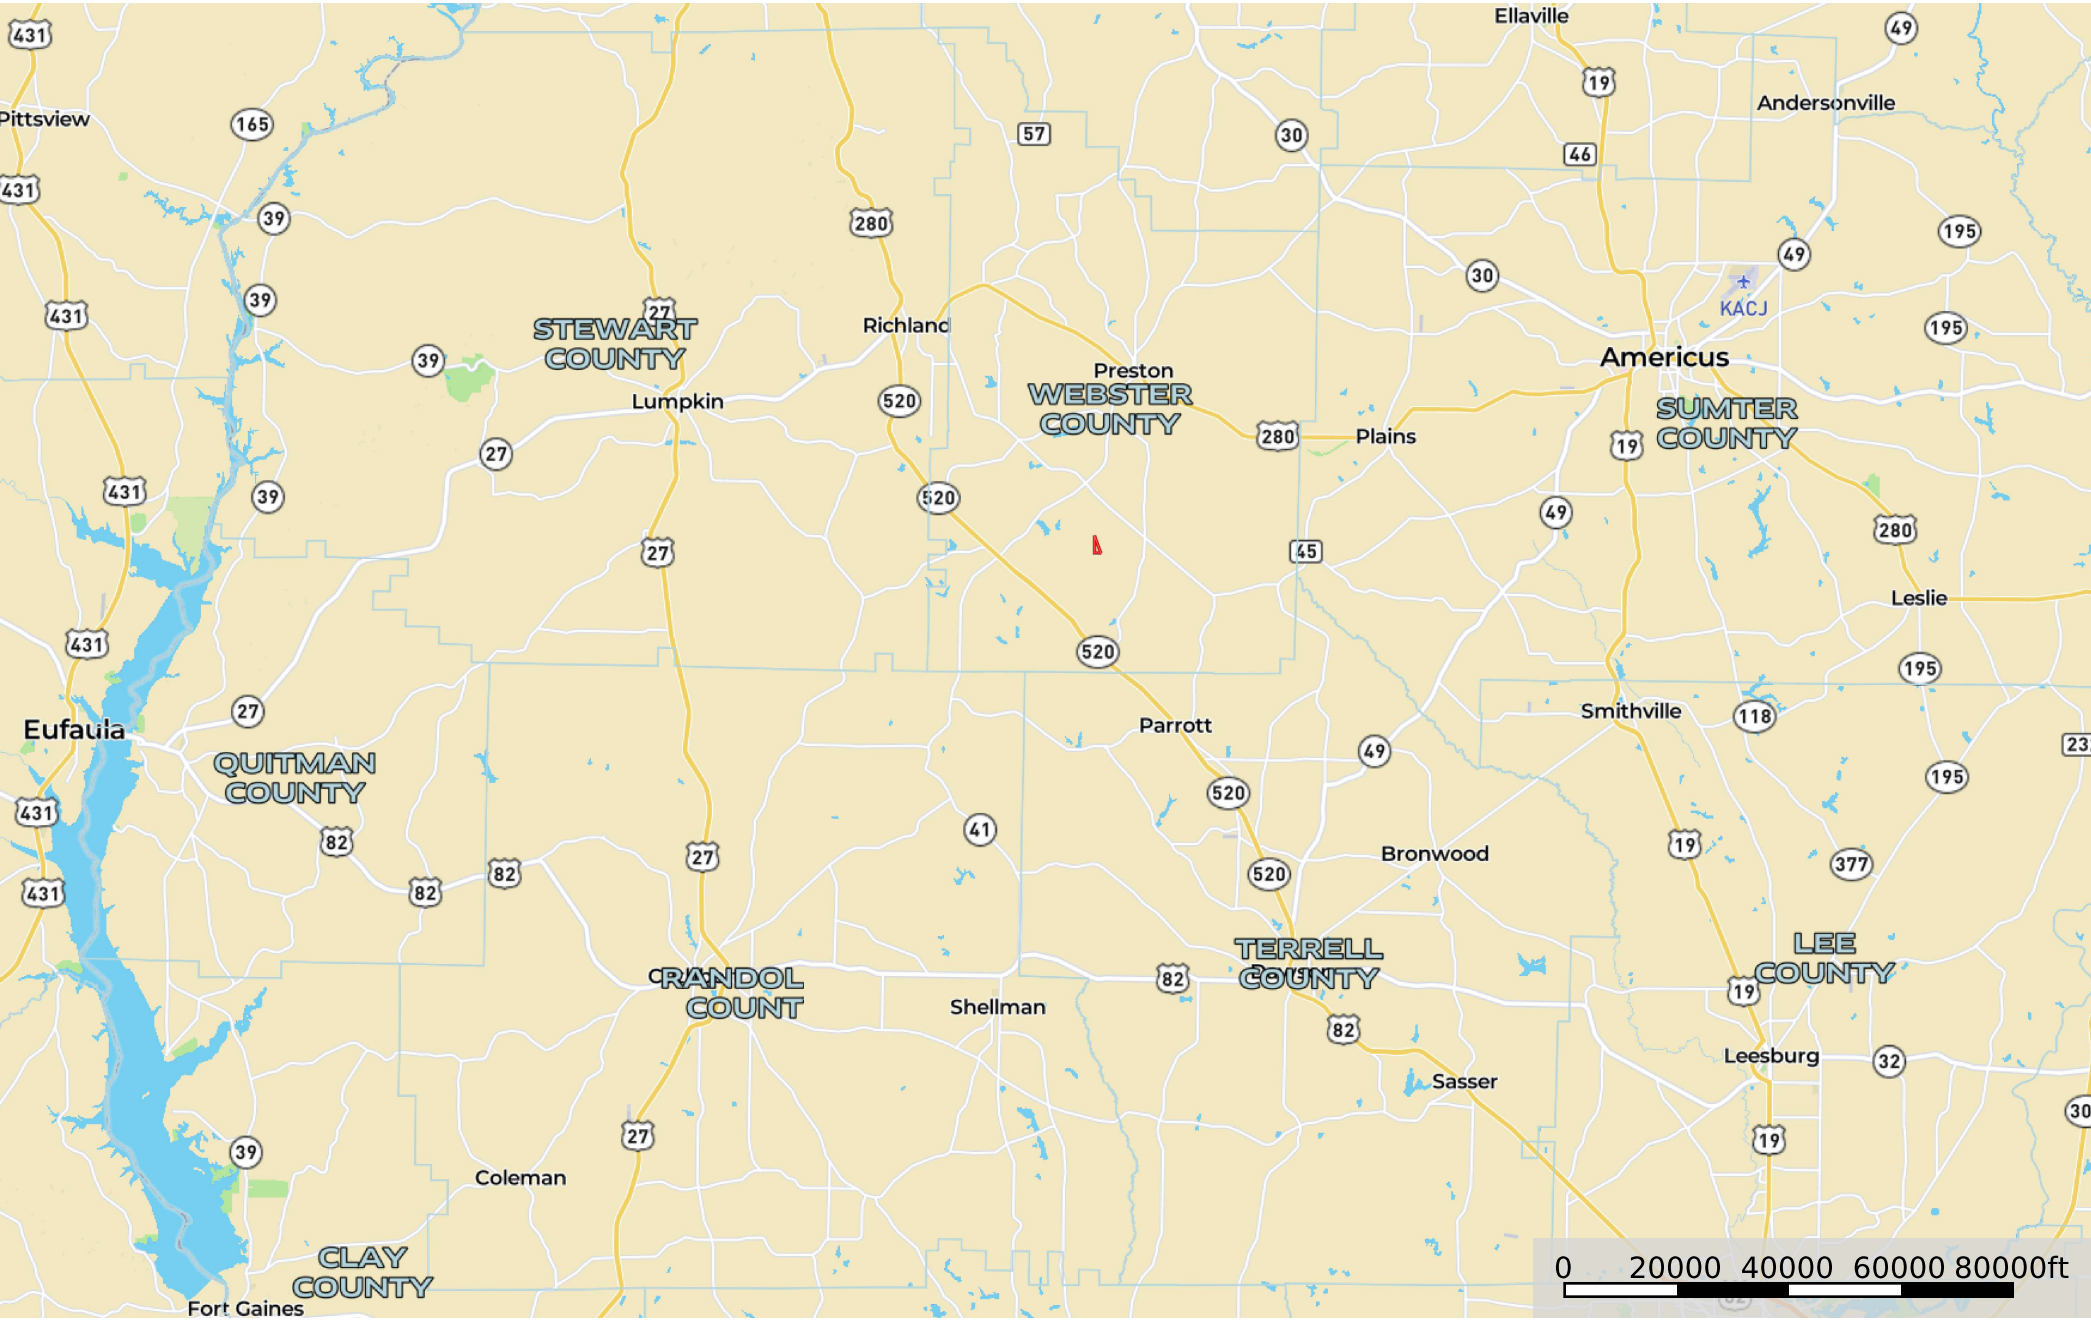 Ellaville
431
49
19
Andersonville
Pittsview
165
57
30
46
431
39
280
195
49
30
39
KACJ
431
27
Richland
195
STEWART
COUNTY
39
Americus
Preston
WEBSTER
COUNTY
Lumpkin
520
SUMTER
COUNTY
280
Plains
19
27
431
39
520
49
280
27
45
Leslie
431
520
195
27
Smithville
118
Eufaula
Parrott
49
23
QUITMAN
COUNTY
195
520
431
41
82
19
27
Bronwood
377
82
520
431
82
TERRELL
COUNTY
LEE
COUNTY
RANDOL
COUNT
82
19
Shellman
82
Leesburg
32
Sasser
30
27
19
39
Coleman
CLAY
COUNTY
Fort Gaines
0 20000 40000 60000 80000ft